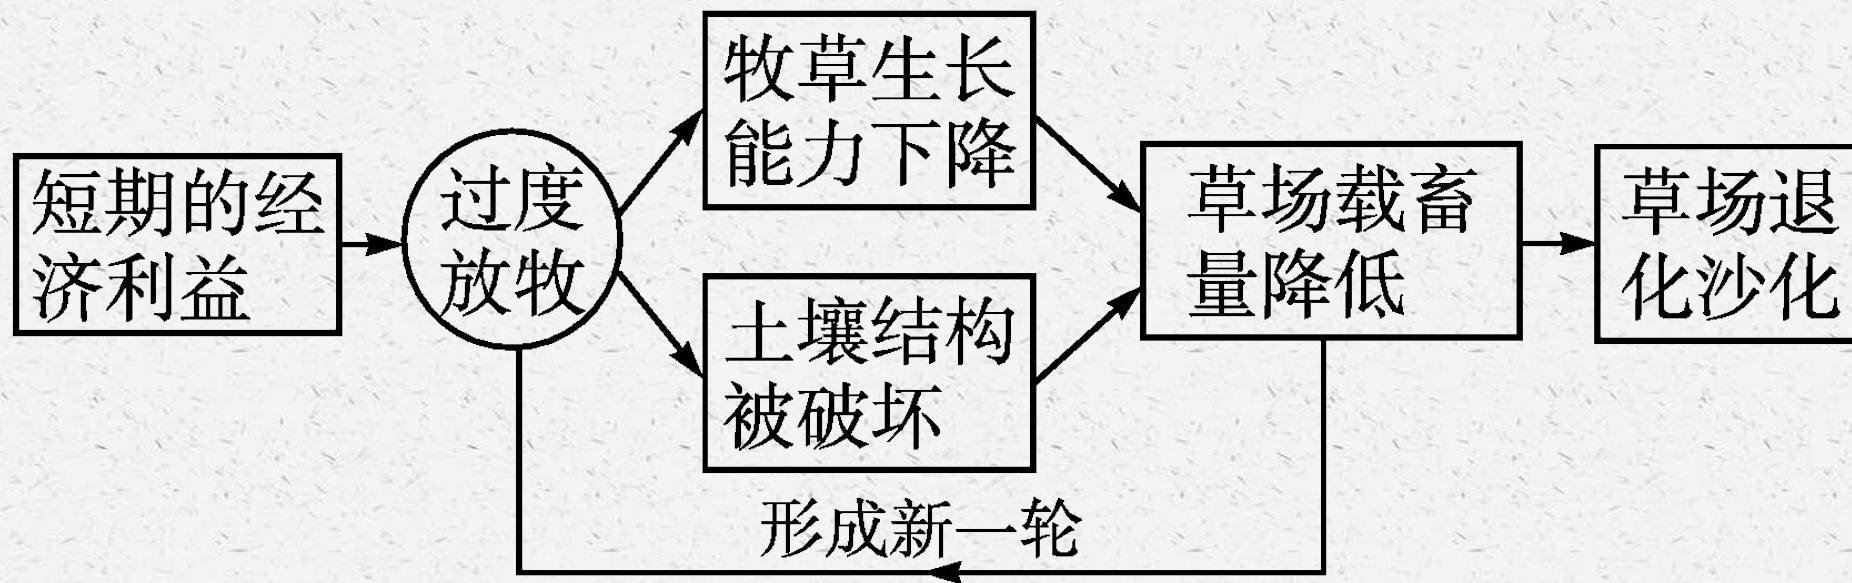 短期的经
济利益
过度
放牧
牧草生长
能力下降
土壤结构
被破坏
草场载畜
量降低
草场退
化沙化
形成新一轮